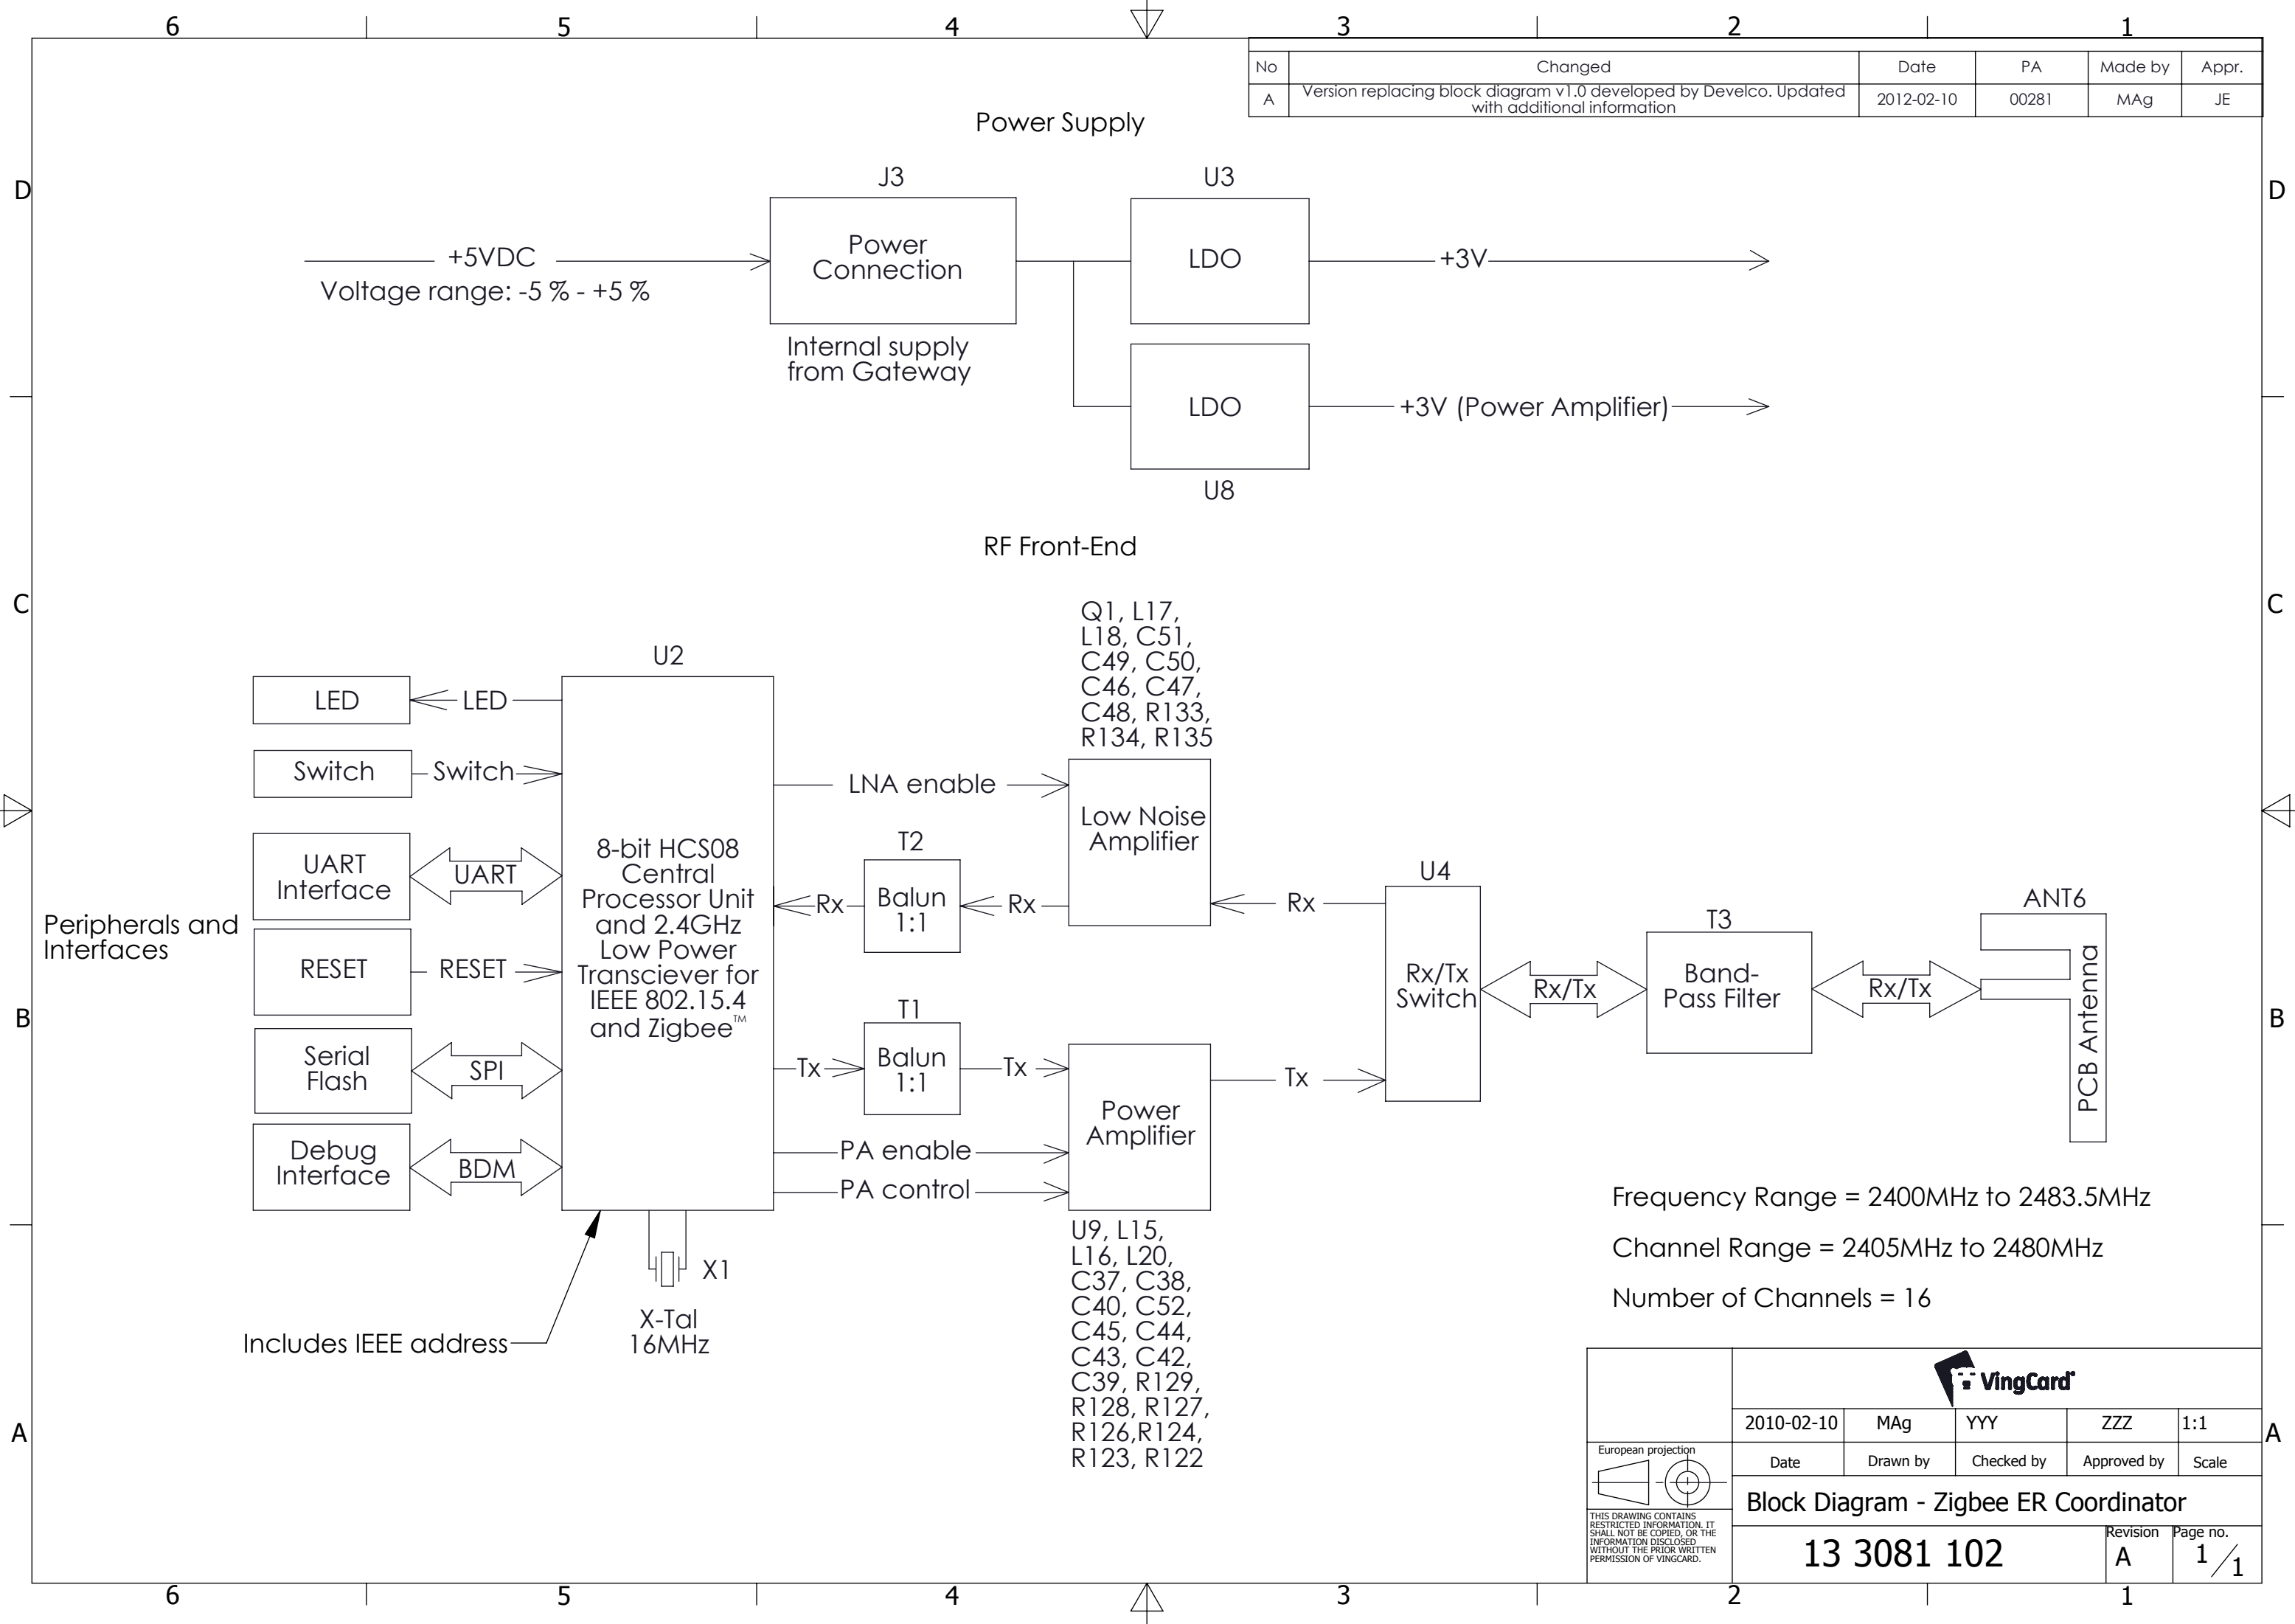 6 5 4 3 2 1
No Changed Date PA Made by Appr.
A Version replacing block diagram v1.0 developed by Develco. Updated
with additional information 2012-02-10 00281 MAg JE
Power Supply
D D
J3 U3
+5VDC
Voltage range: -5 % - +5 %
Power
Connection
LDO
+3V
Internal supply
from Gateway
LDO
+3V (Power Amplifier)
U8
RF Front-End
C C
Q1, L17,
L18, C51,
C49, C50,
C46, C47,
C48, R133,
R134, R135
U2
LED LED
Switch Switch
UART
Interface
UART
Peripherals and
Interfaces
RESET RESET
Serial
Flash
SPI
Debug
Interface
BDM
8-bit HCS08
Central
Processor Unit
and 2.4GHz
Low Power
Transciever for
IEEE 802.15.4
and Zigbee™
LNA enable
Low Noise
Amplifier
T2
Rx
Balun
1:1
Rx
Rx
U4
Rx/Tx
Switch
Rx/Tx
T3
Band-
Pass Filter
Rx/Tx
ANT6
PCB Antenna
B B
T1
Tx
Balun
1:1
Tx
Power
Amplifier
Tx
PA enable
PA control
X1
X-Tal
16MHz
Includes IEEE address
U9, L15,
L16, L20,
C37, C38,
C40, C52,
C45, C44,
C43, C42,
C39, R129,
R128, R127,
R126,R124,
R123, R122
Frequency Range = 2400MHz to 2483.5MHz
Channel Range = 2405MHz to 2480MHz
Number of Channels = 16
A A
VingCard®
2010-02-10 MAg YYY ZZZ 1:1
European projection
Date Drawn by Checked by Approved by Scale
Block Diagram - Zigbee ER Coordinator
THIS DRAWING CONTAINS
RESTRICTED INFORMATION. IT
SHALL NOT BE COPIED, OR THE
INFORMATION DISCLOSED
WITHOUT THE PRIOR WRITTEN
PERMISSION OF VINGCARD.
13 3081 102
Revision
A
Page no.
1/1
6 5 4 3 2 1